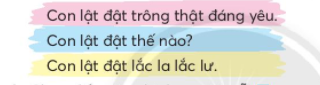 Con lật đật trông thật đáng yêu.
Con lật đật thế nào?
Con lật đật lắc la lắc lư.